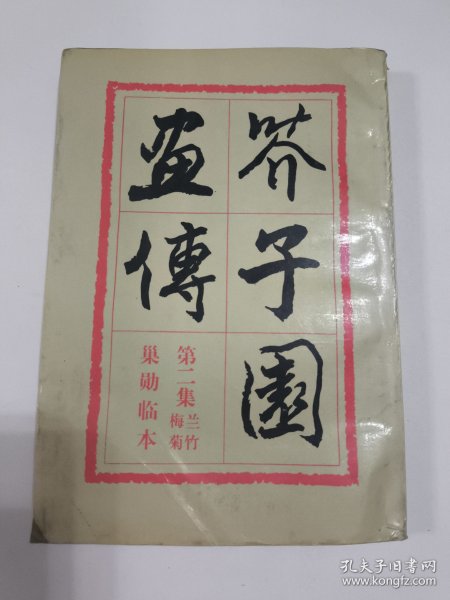 芥子園
畫傳
第二集
兰竹
梅菊
巢勋临本
孔夫子旧书网
www.kongfz.com